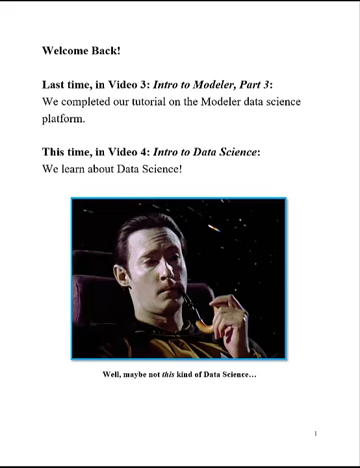 Welcome Back!
Last time, in Video 3: Intro to Modeler, Part 3:
We completed our tutorial on the Modeler data science
platform.
This time, in Video 4: Intro to Data Science:
We learn about Data Science!
Well, maybe not this kind of Data Science…
1